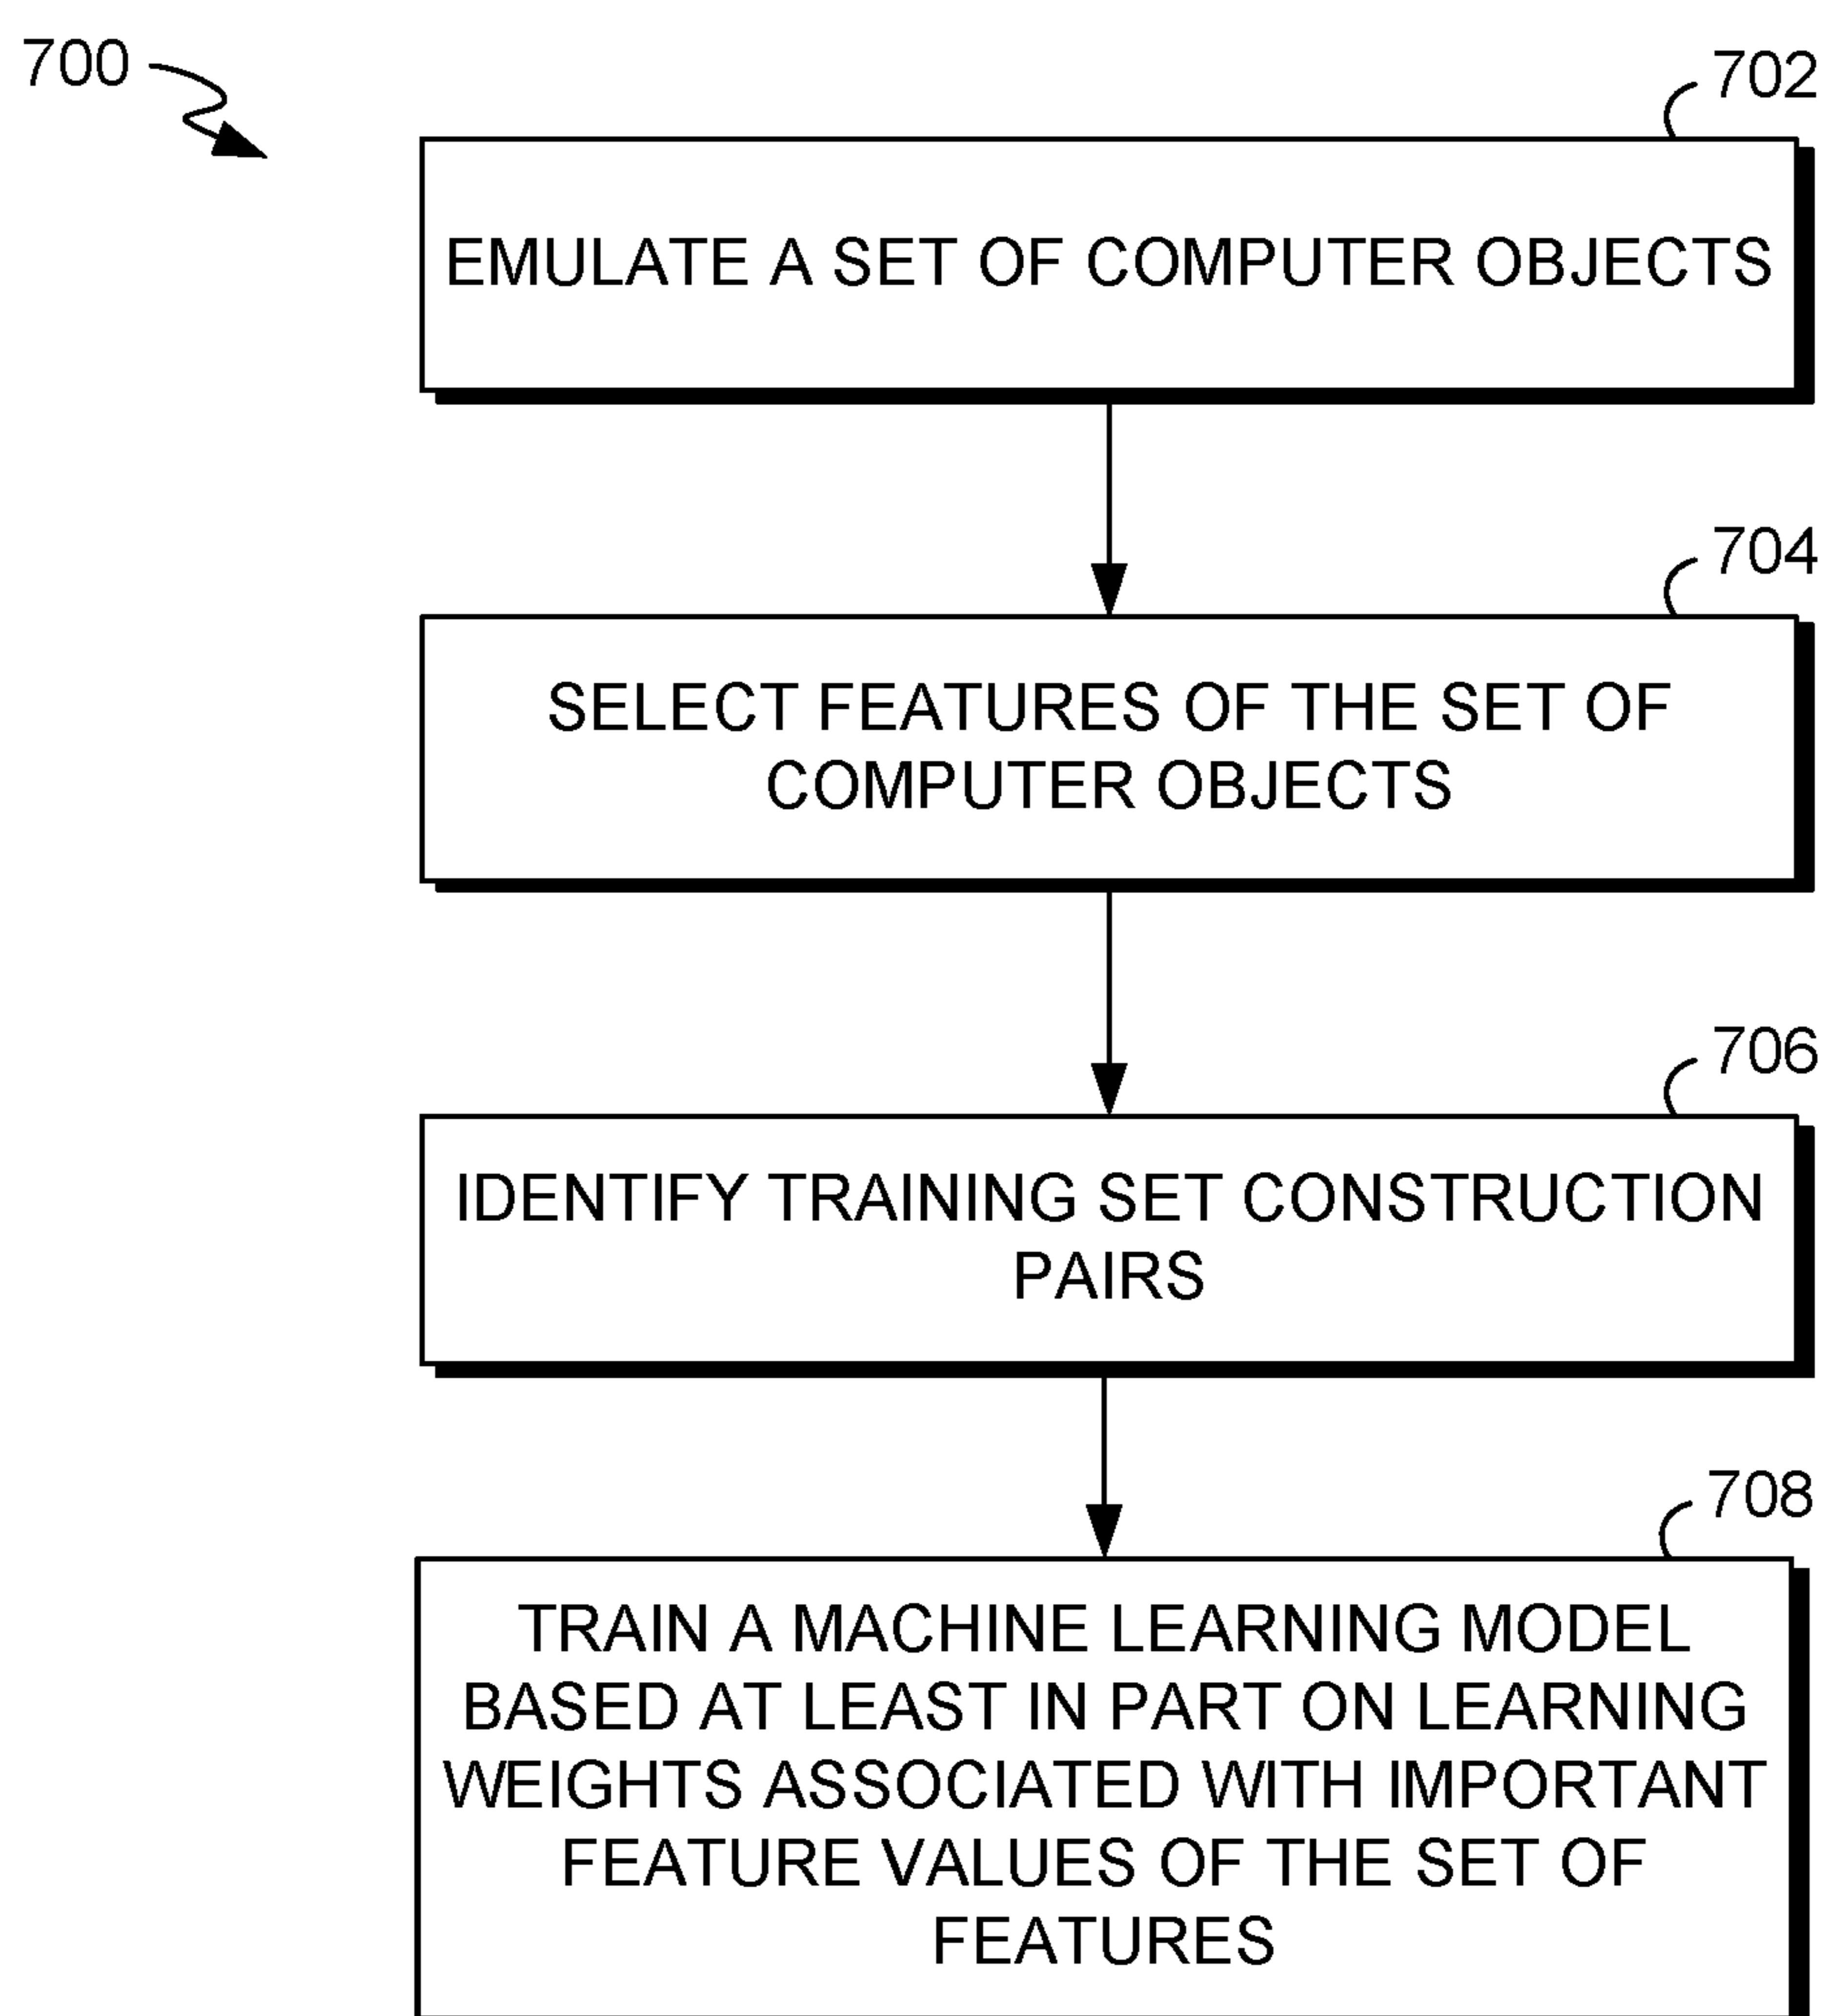 700
702
EMULATE A SET OF COMPUTER OBJECTS
704
SELECT FEATURES OF THE SET OF
COMPUTER OBJECTS
706
IDENTIFY TRAINING SET CONSTRUCTION
PAIRS
708
TRAIN A MACHINE LEARNING MODEL
BASED AT LEAST IN PART ON LEARNING
WEIGHTS ASSOCIATED WITH IMPORTANT
FEATURE VALUES OF THE SET OF
FEATURES